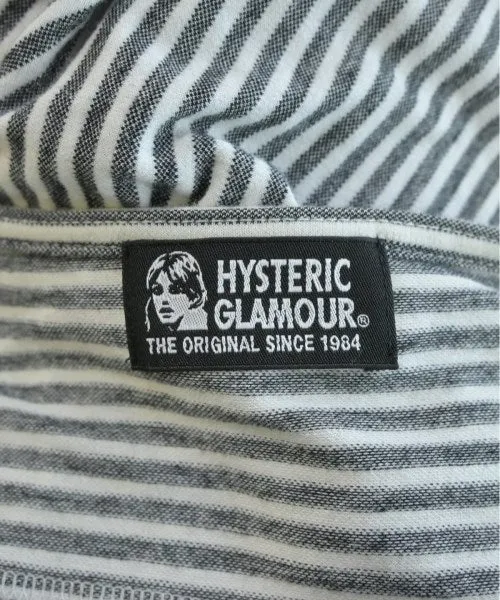 HYSTERIC
GLAMOUR®
THE ORIGINAL SINCE 1984